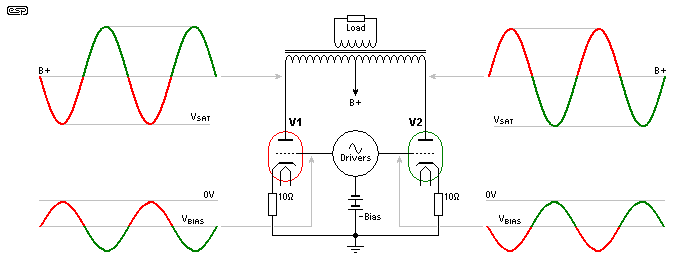 esp
Load
B+
B+
B+
VSAT
VSAT
V1
V2
Drivers
0V
0V
10Ω
10Ω
VBIAS
VBIAS
-Bias